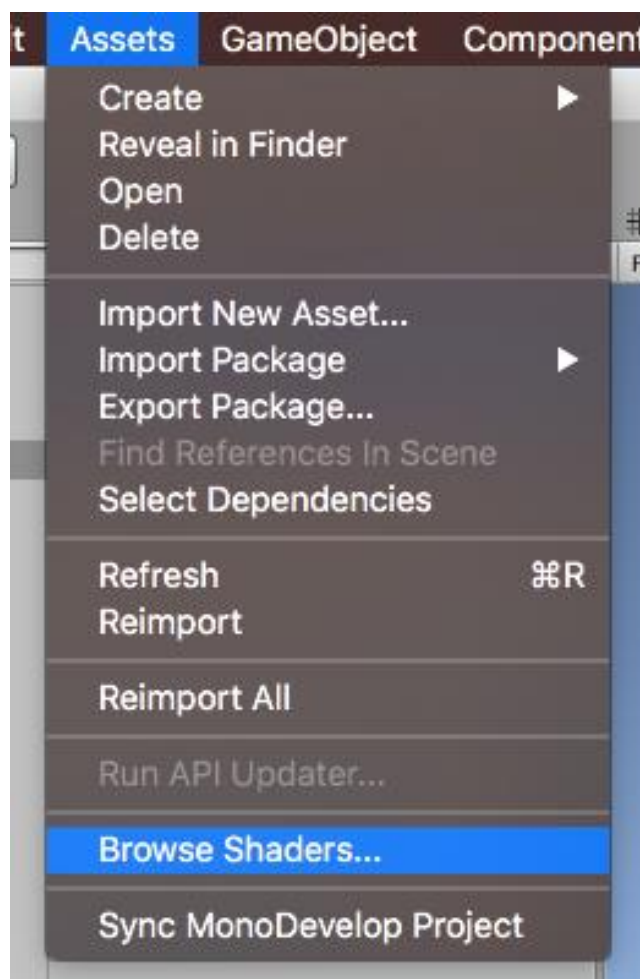 t Assets GameObject Component
Create ▶
Reveal in Finder
Open
Delete
Import New Asset...
Import Package ▶
Export Package...
Find References In Scene
Select Dependencies
Refresh ⌘R
Reimport
Reimport All
Run API Updater...
Browse Shaders...
Sync MonoDevelop Project